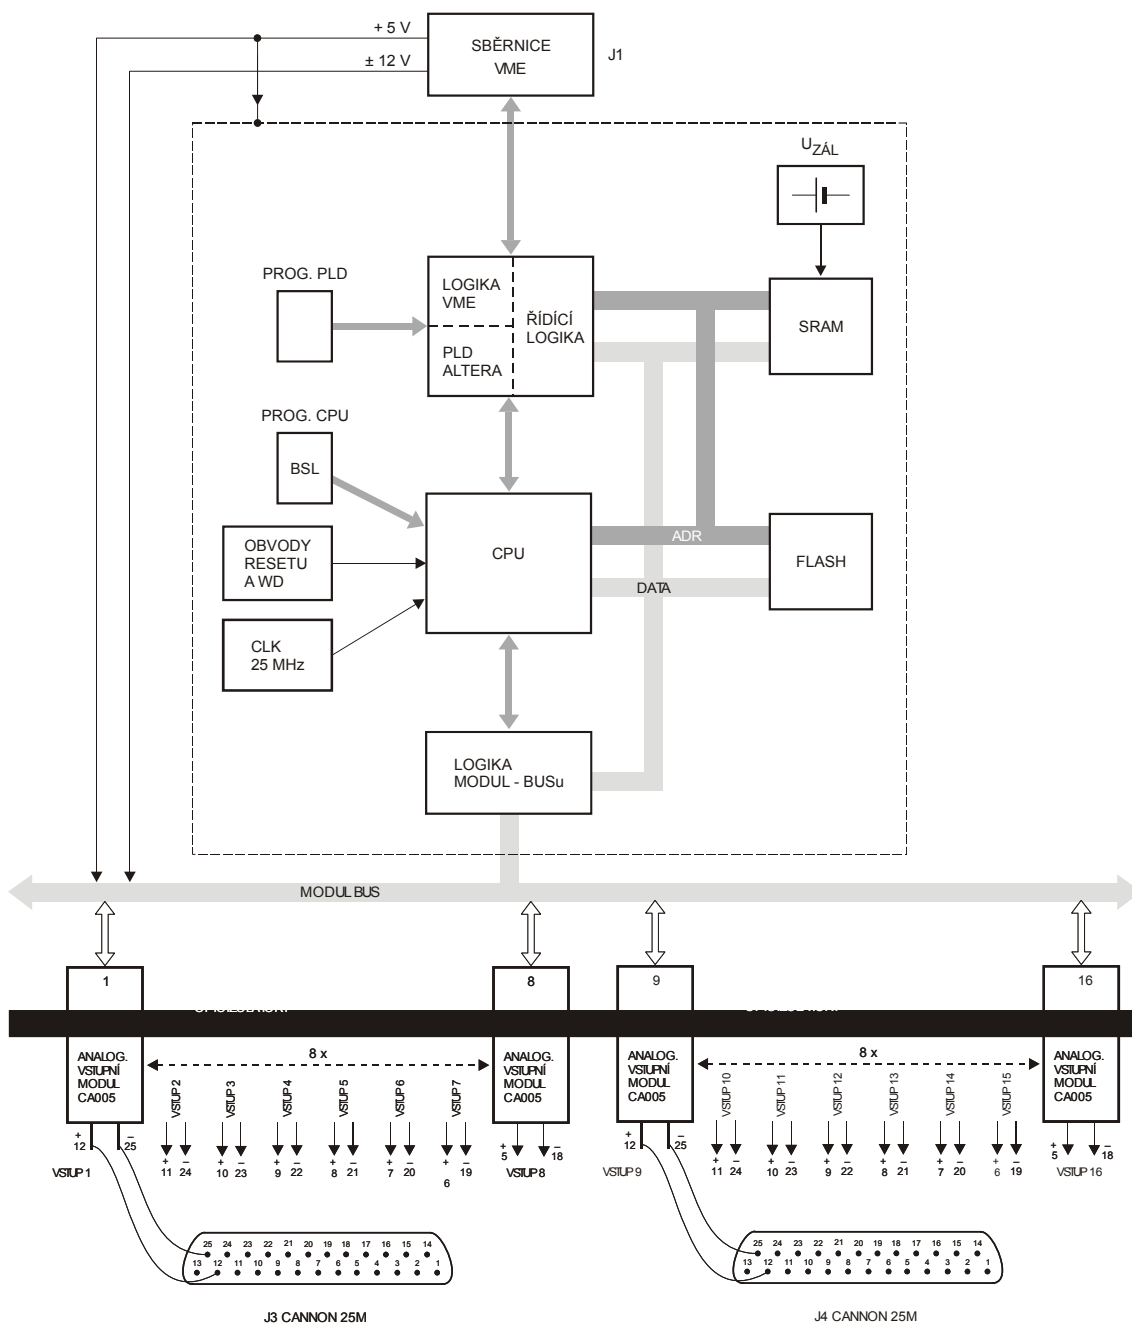 + 5 V
± 12 V
SBĚRNICE
VME
J1
U ZÁL
PROG. PLD
LOGIKA
VME
PLD
ALTERA
ŘÍDÍCÍ
LOGIKA
SRAM
PROG. CPU
BSL
OBVODY
RESETU
A WD
CLK
25 MHz
CPU
ADR
DATA
FLASH
LOGIKA
MODUL - BUSu
MODUL BUS
1
8
9
16
ANALOG.
VSTUPNÍ
MODUL
CA005
8 x
ANALOG.
VSTUPNÍ
MODUL
CA005
ANALOG.
VSTUPNÍ
MODUL
CA005
8 x
ANALOG.
VSTUPNÍ
MODUL
CA005
VSTUP 2
VSTUP 3
VSTUP 4
VSTUP 5
VSTUP 6
VSTUP 7
VSTUP 10
VSTUP 11
VSTUP 12
VSTUP 13
VSTUP 14
VSTUP 15
+ – + – + – + – + – + – + – + –
12 25 11 24 10 23 9 22 8 21 7 20 6 19 5 18
+ – + – + – + – + – + – + – + –
12 25 11 24 10 23 9 22 8 21 7 20 6 19 5 18
VSTUP 1
VSTUP 8
VSTUP 9
VSTUP 16
25 24 23 22 21 20 19 18 17 16 15 14
13 12 11 10 9 8 7 6 5 4 3 2 1
25 24 23 22 21 20 19 18 17 16 15 14
13 12 11 10 9 8 7 6 5 4 3 2 1
J3 CANNON 25M
J4 CANNON 25M